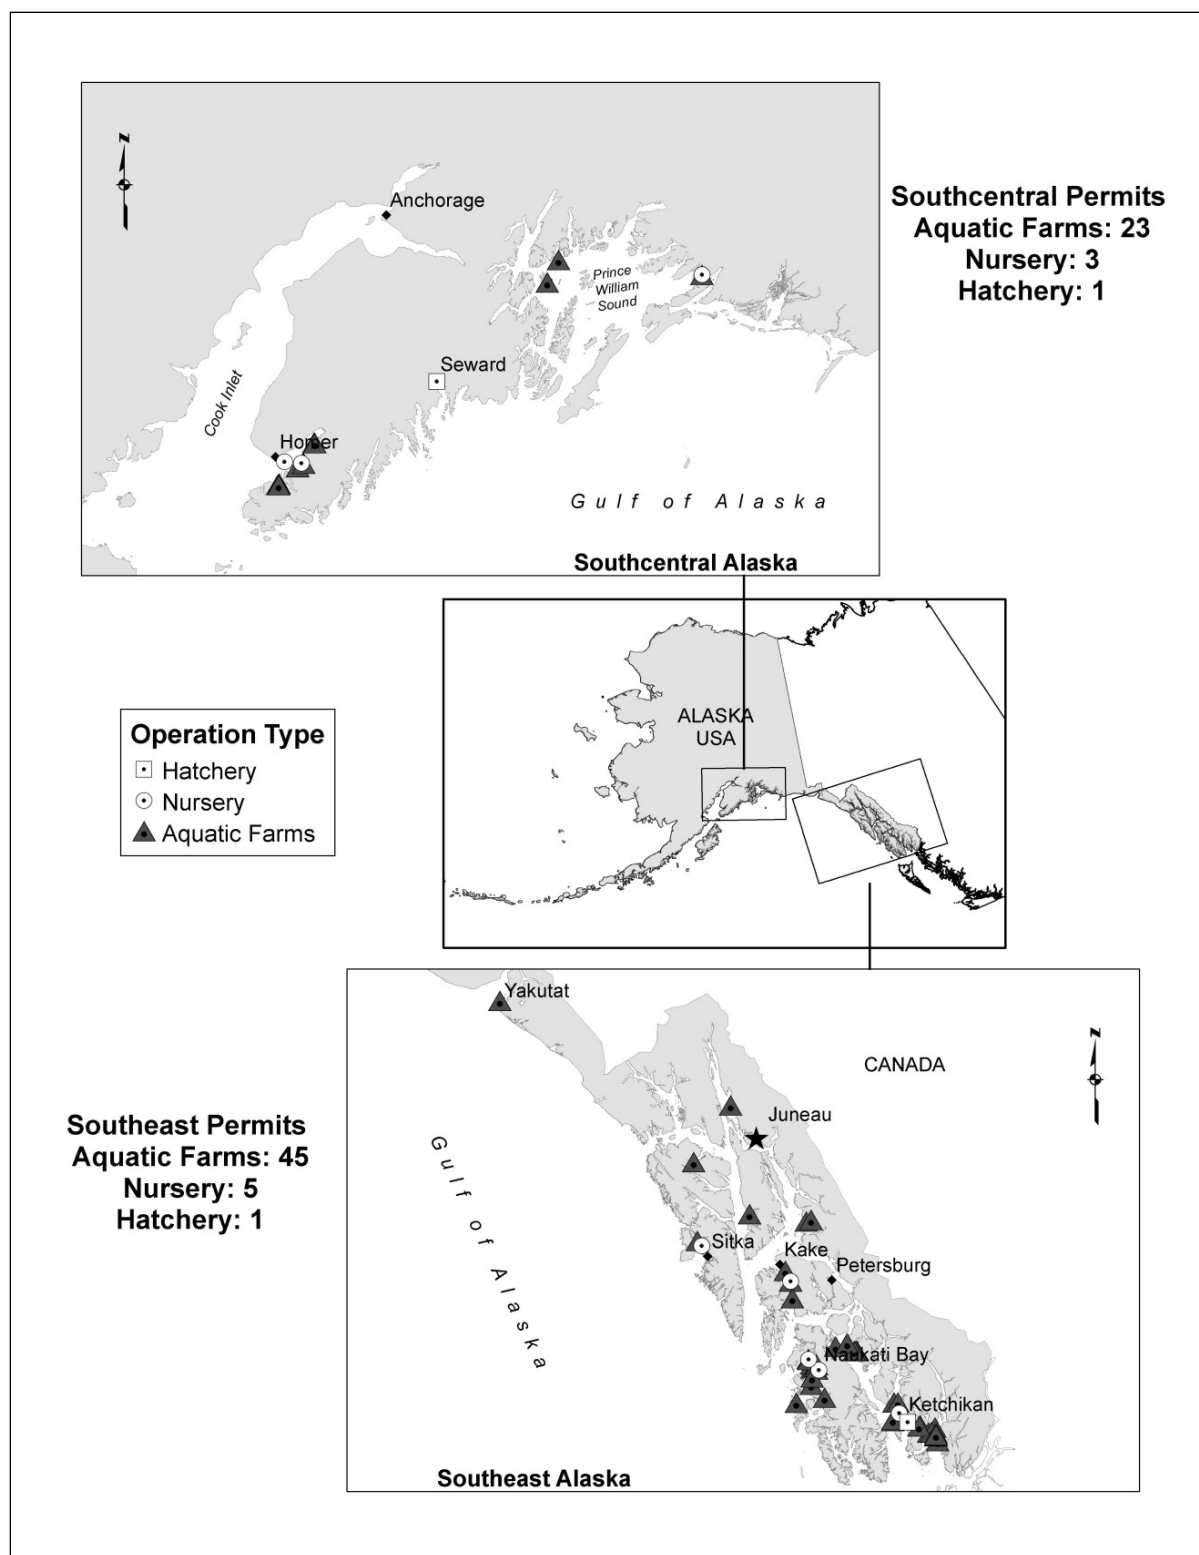 N
Anchorage
Prince
William
Sound
Seward
Cook Inlet
Homer
Gulf of Alaska
Southcentral Alaska
Southcentral Permits
Aquatic Farms: 23
Nursery: 3
Hatchery: 1
ALASKA
USA
Operation Type
Hatchery
Nursery
Aquatic Farms
Yakutat
N
CANADA
Juneau
Gulf of Alaska
Sitka
Kake
Petersburg
Naukati Bay
Ketchikan
Southeast Alaska
Southeast Permits
Aquatic Farms: 45
Nursery: 5
Hatchery: 1